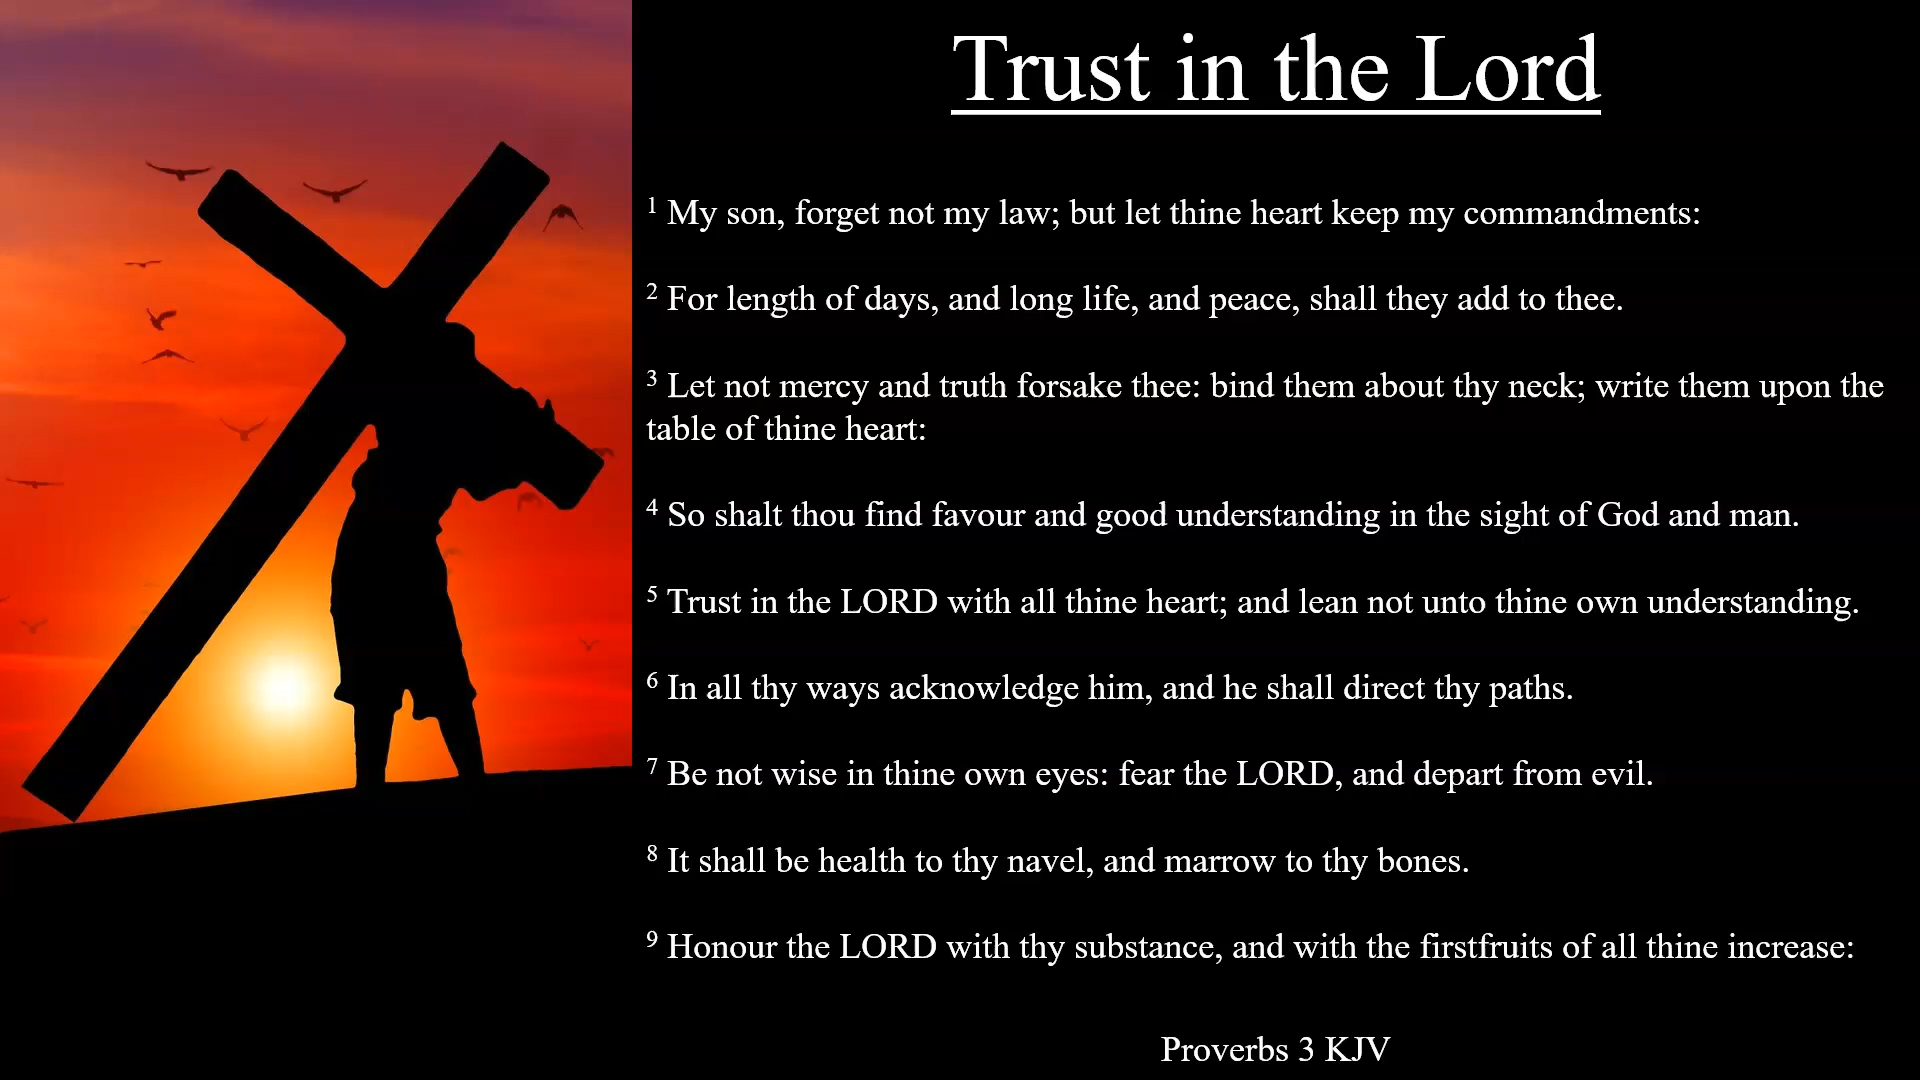 Trust in the Lord
1 My son, forget not my law; but let thine heart keep my commandments:
2 For length of days, and long life, and peace, shall they add to thee.
3 Let not mercy and truth forsake thee: bind them about thy neck; write them upon the
table of thine heart:
4 So shalt thou find favour and good understanding in the sight of God and man.
5 Trust in the LORD with all thine heart; and lean not unto thine own understanding.
6 In all thy ways acknowledge him, and he shall direct thy paths.
7 Be not wise in thine own eyes: fear the LORD, and depart from evil.
8 It shall be health to thy navel, and marrow to thy bones.
9 Honour the LORD with thy substance, and with the firstfruits of all thine increase:
Proverbs 3 KJV